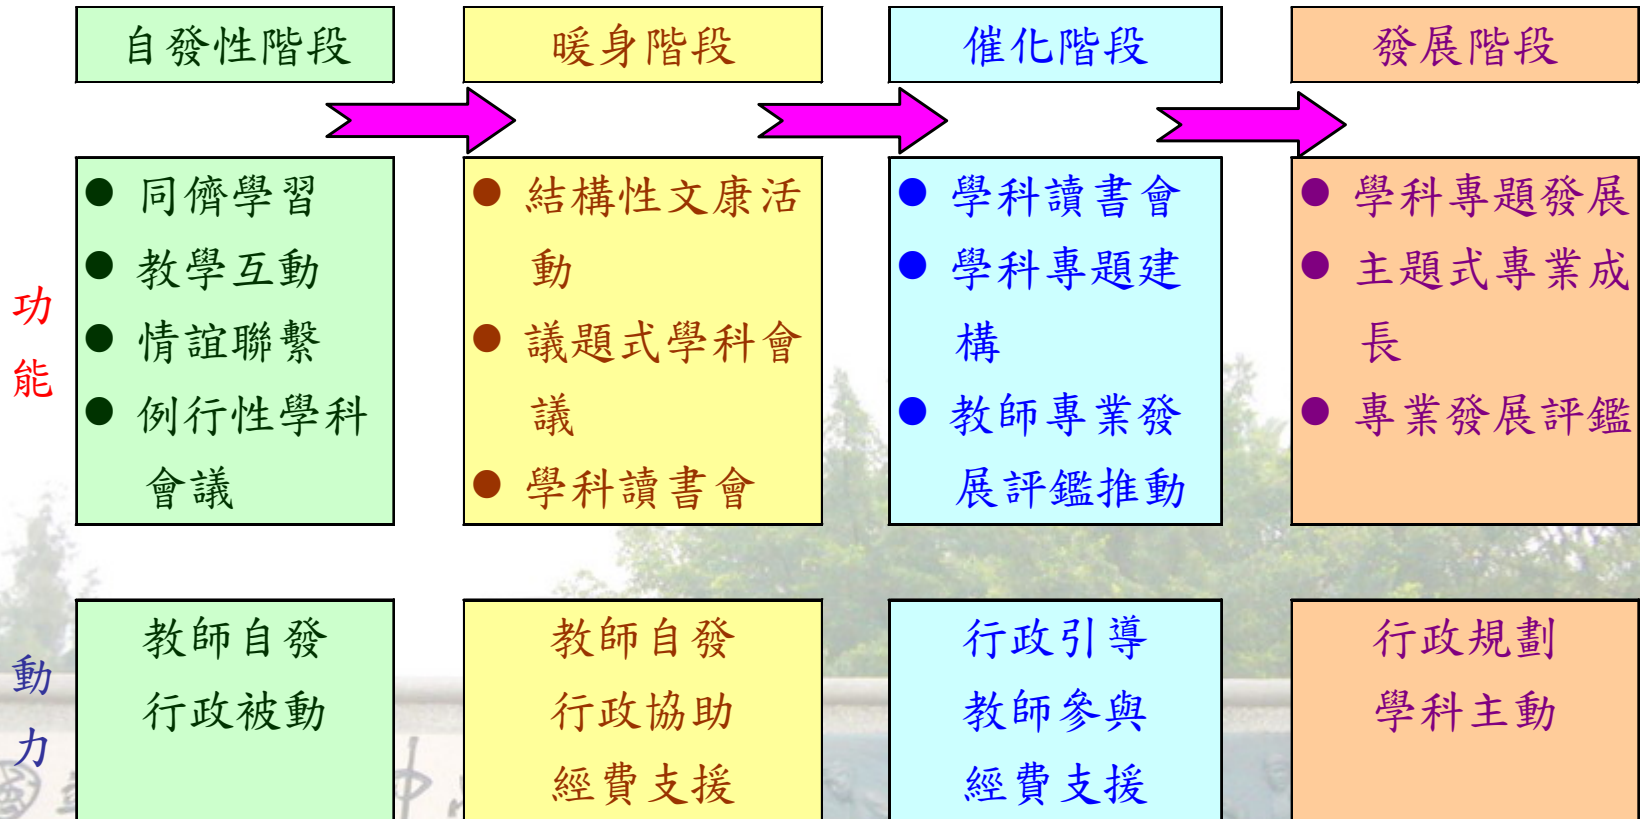 自發性階段
暖身階段
催化階段
發展階段
功能
● 同儕學習
● 教學互動
● 情誼聯繫
● 例行性學科
會議
● 結構性文康活
動
● 議題式學科會
議
● 學科讀書會
● 學科讀書會
● 學科專題建
構
● 教師專業發
展評鑑推動
● 學科專題發展
● 主題式專業成
長
● 專業發展評鑑
動力
教師自發
行政被動
教師自發
行政協助
經費支援
行政引導
教師參與
經費支援
行政規劃
學科主動